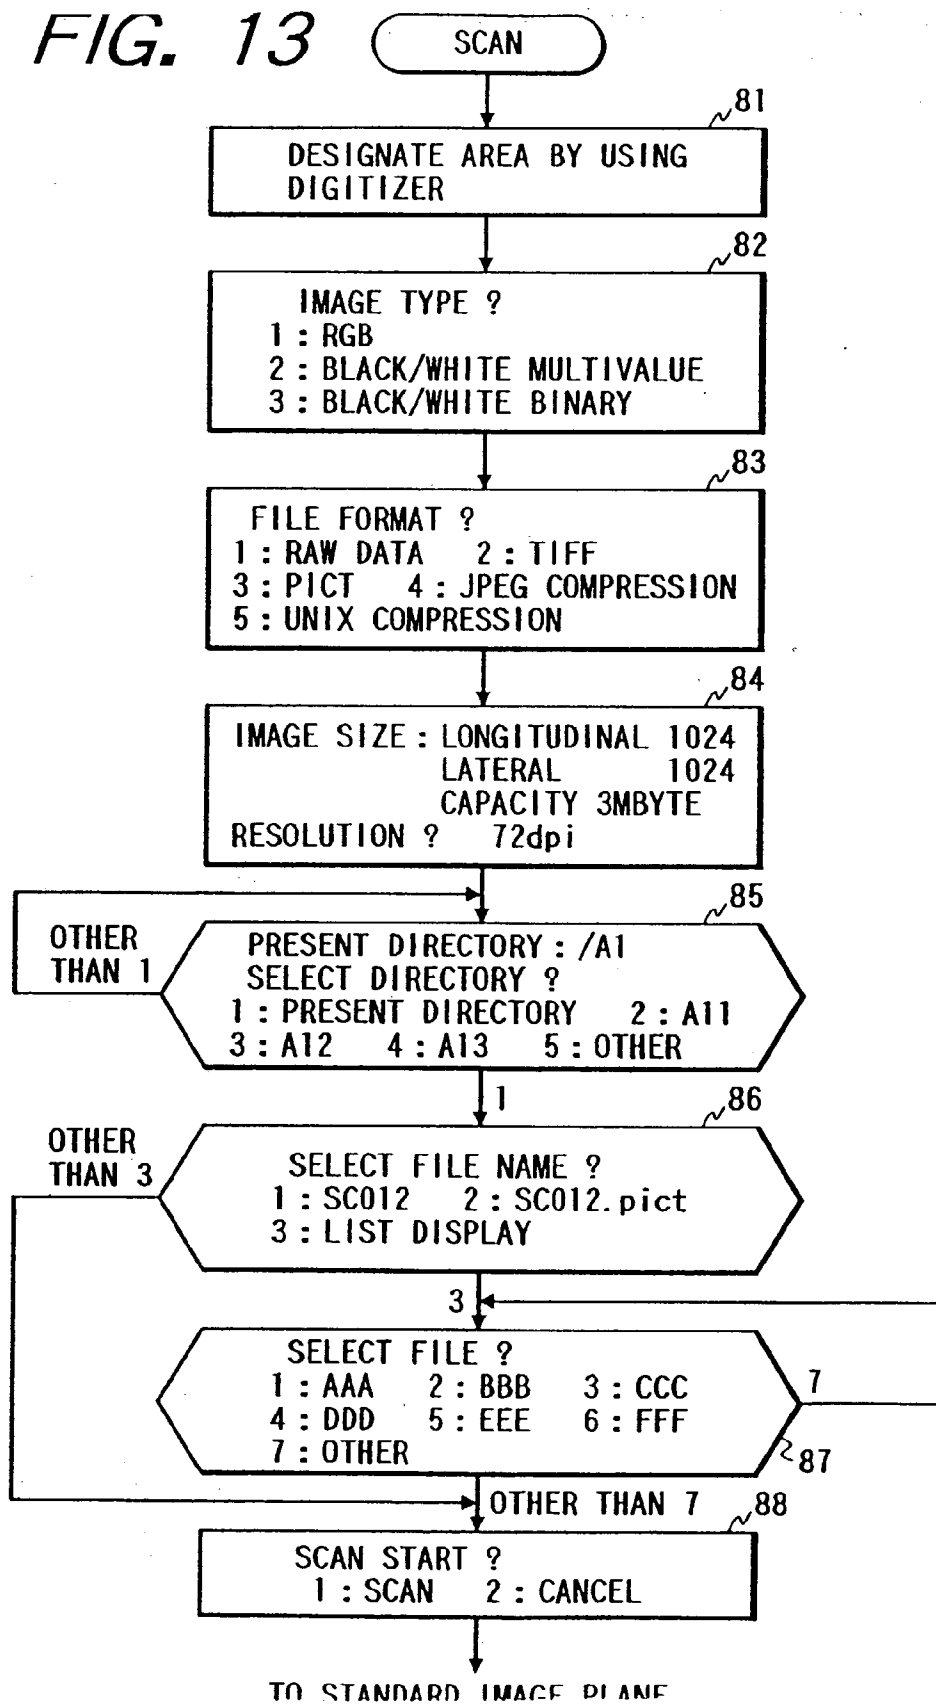 FIG. 13
SCAN
81
DESIGNATE AREA BY USING
DIGITIZER
82
IMAGE TYPE ?
1 : RGB
2 : BLACK/WHITE MULTIVALUE
3 : BLACK/WHITE BINARY
83
FILE FORMAT ?
1 : RAW DATA 2 : TIFF
3 : PICT 4 : JPEG COMPRESSION
5 : UNIX COMPRESSION
84
IMAGE SIZE : LONGITUDINAL 1024
LATERAL 1024
CAPACITY 3MBYTE
RESOLUTION ? 72dpi
85
OTHER
THAN 1
PRESENT DIRECTORY : /A1
SELECT DIRECTORY ?
1 : PRESENT DIRECTORY 2 : A11
3 : A12 4 : A13 5 : OTHER
1
86
OTHER
THAN 3
SELECT FILE NAME ?
1 : SC012 2 : SC012.pict
3 : LIST DISPLAY
3
SELECT FILE ?
1 : AAA 2 : BBB 3 : CCC
4 : DDD 5 : EEE 6 : FFF
7 : OTHER
7
87
OTHER THAN 7
88
SCAN START ?
1 : SCAN 2 : CANCEL
TO STANDARD IMAGE PLANE